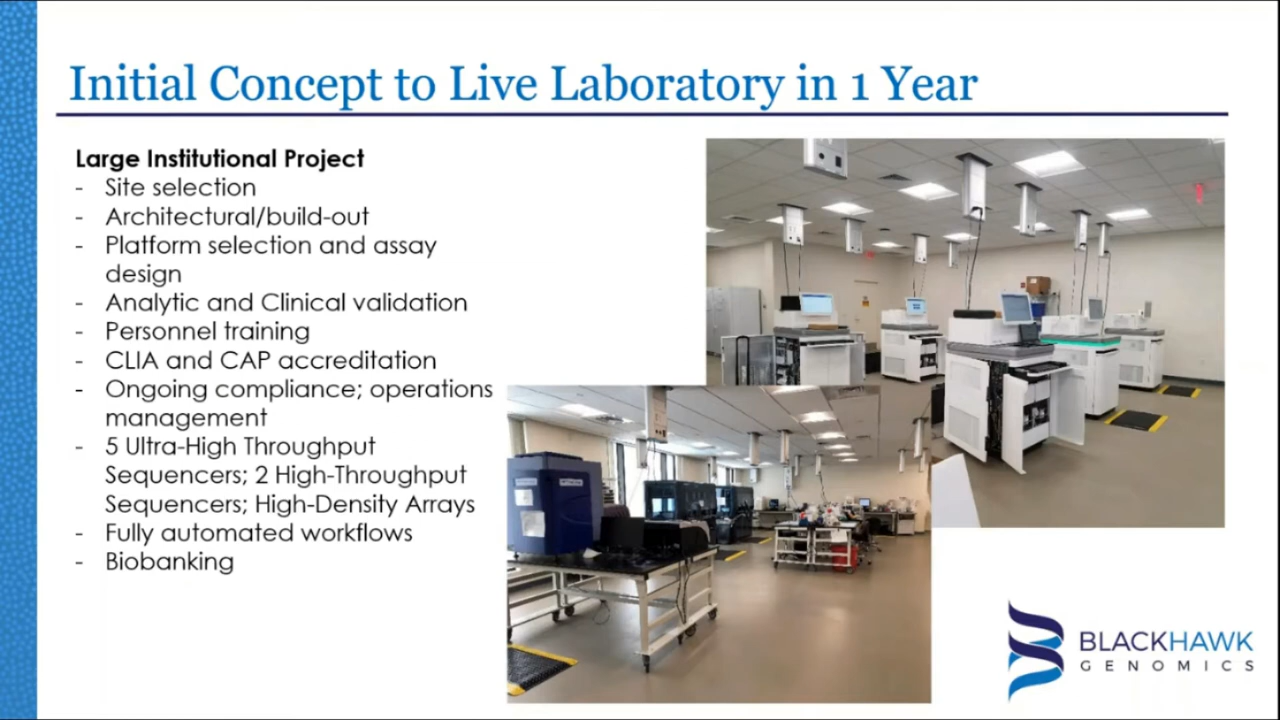 Initial Concept to Live Laboratory in 1 Year
Large Institutional Project
- Site selection
- Architectural/build-out
- Platform selection and assay
design
- Analytic and Clinical validation
- Personnel training
- CLIA and CAP accreditation
- Ongoing compliance; operations
management
- 5 Ultra-High Throughput
Sequencers; 2 High-Throughput
Sequencers; High-Density Arrays
- Fully automated workflows
- Biobanking
BLACKHAWK
GENOMICS